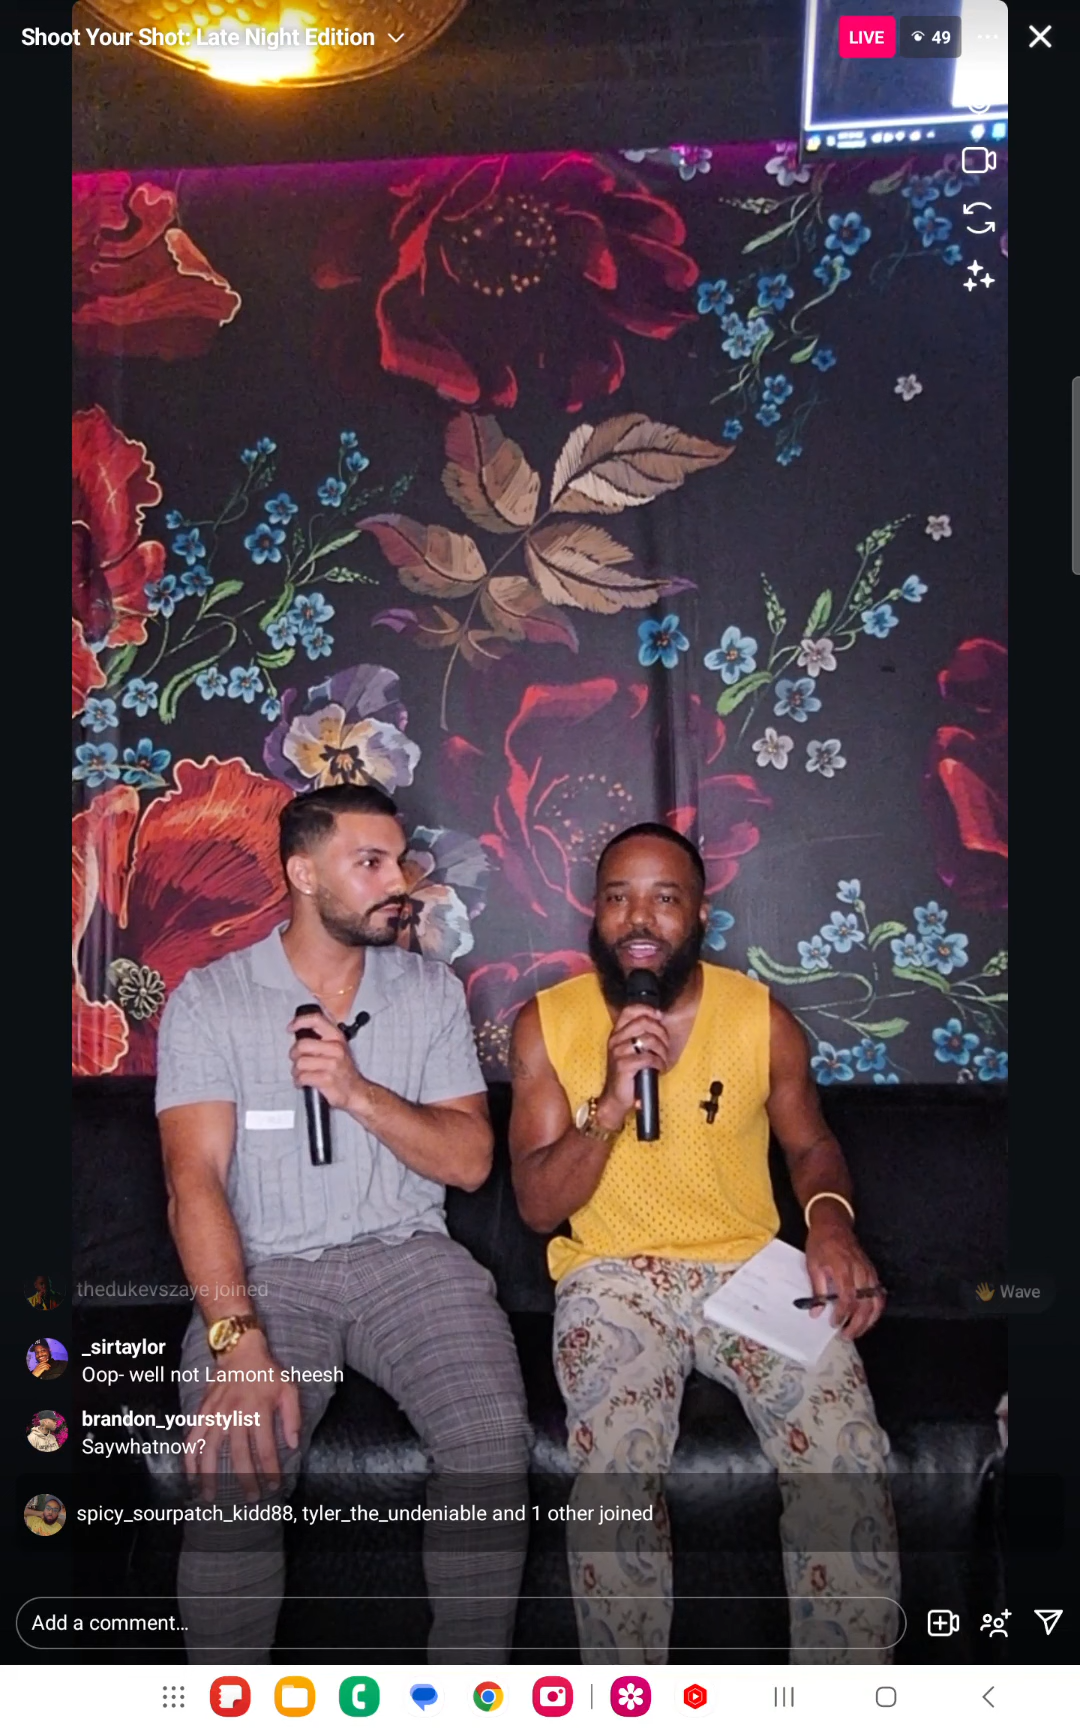 Shoot Your Shot: Late Night Edition
LIVE
49
thedukevszaye joined
👋 Wave
_sirtaylor
Oop- well not Lamont sheesh
brandon_yourstylist
Saywhatnow?
spicy_sourpatch_kidd88, tyler_the_undeniable and 1 other joined
Add a comment...